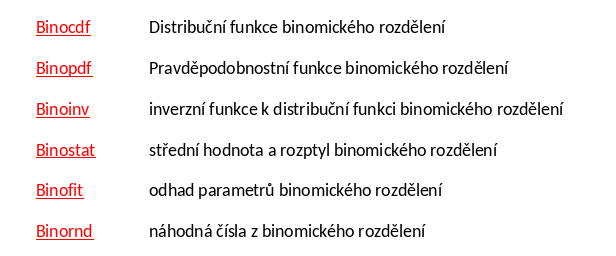 Binocdf Distribuční funkce binomického rozdělení
Binopdf Pravděpodobnostní funkce binomického rozdělení
Binoinv inverzní funkce k distribuční funkci binomického rozdělení
Binostat střední hodnota a rozptyl binomického rozdělení
Binofit odhad parametrů binomického rozdělení
Binornd náhodná čísla z binomického rozdělení